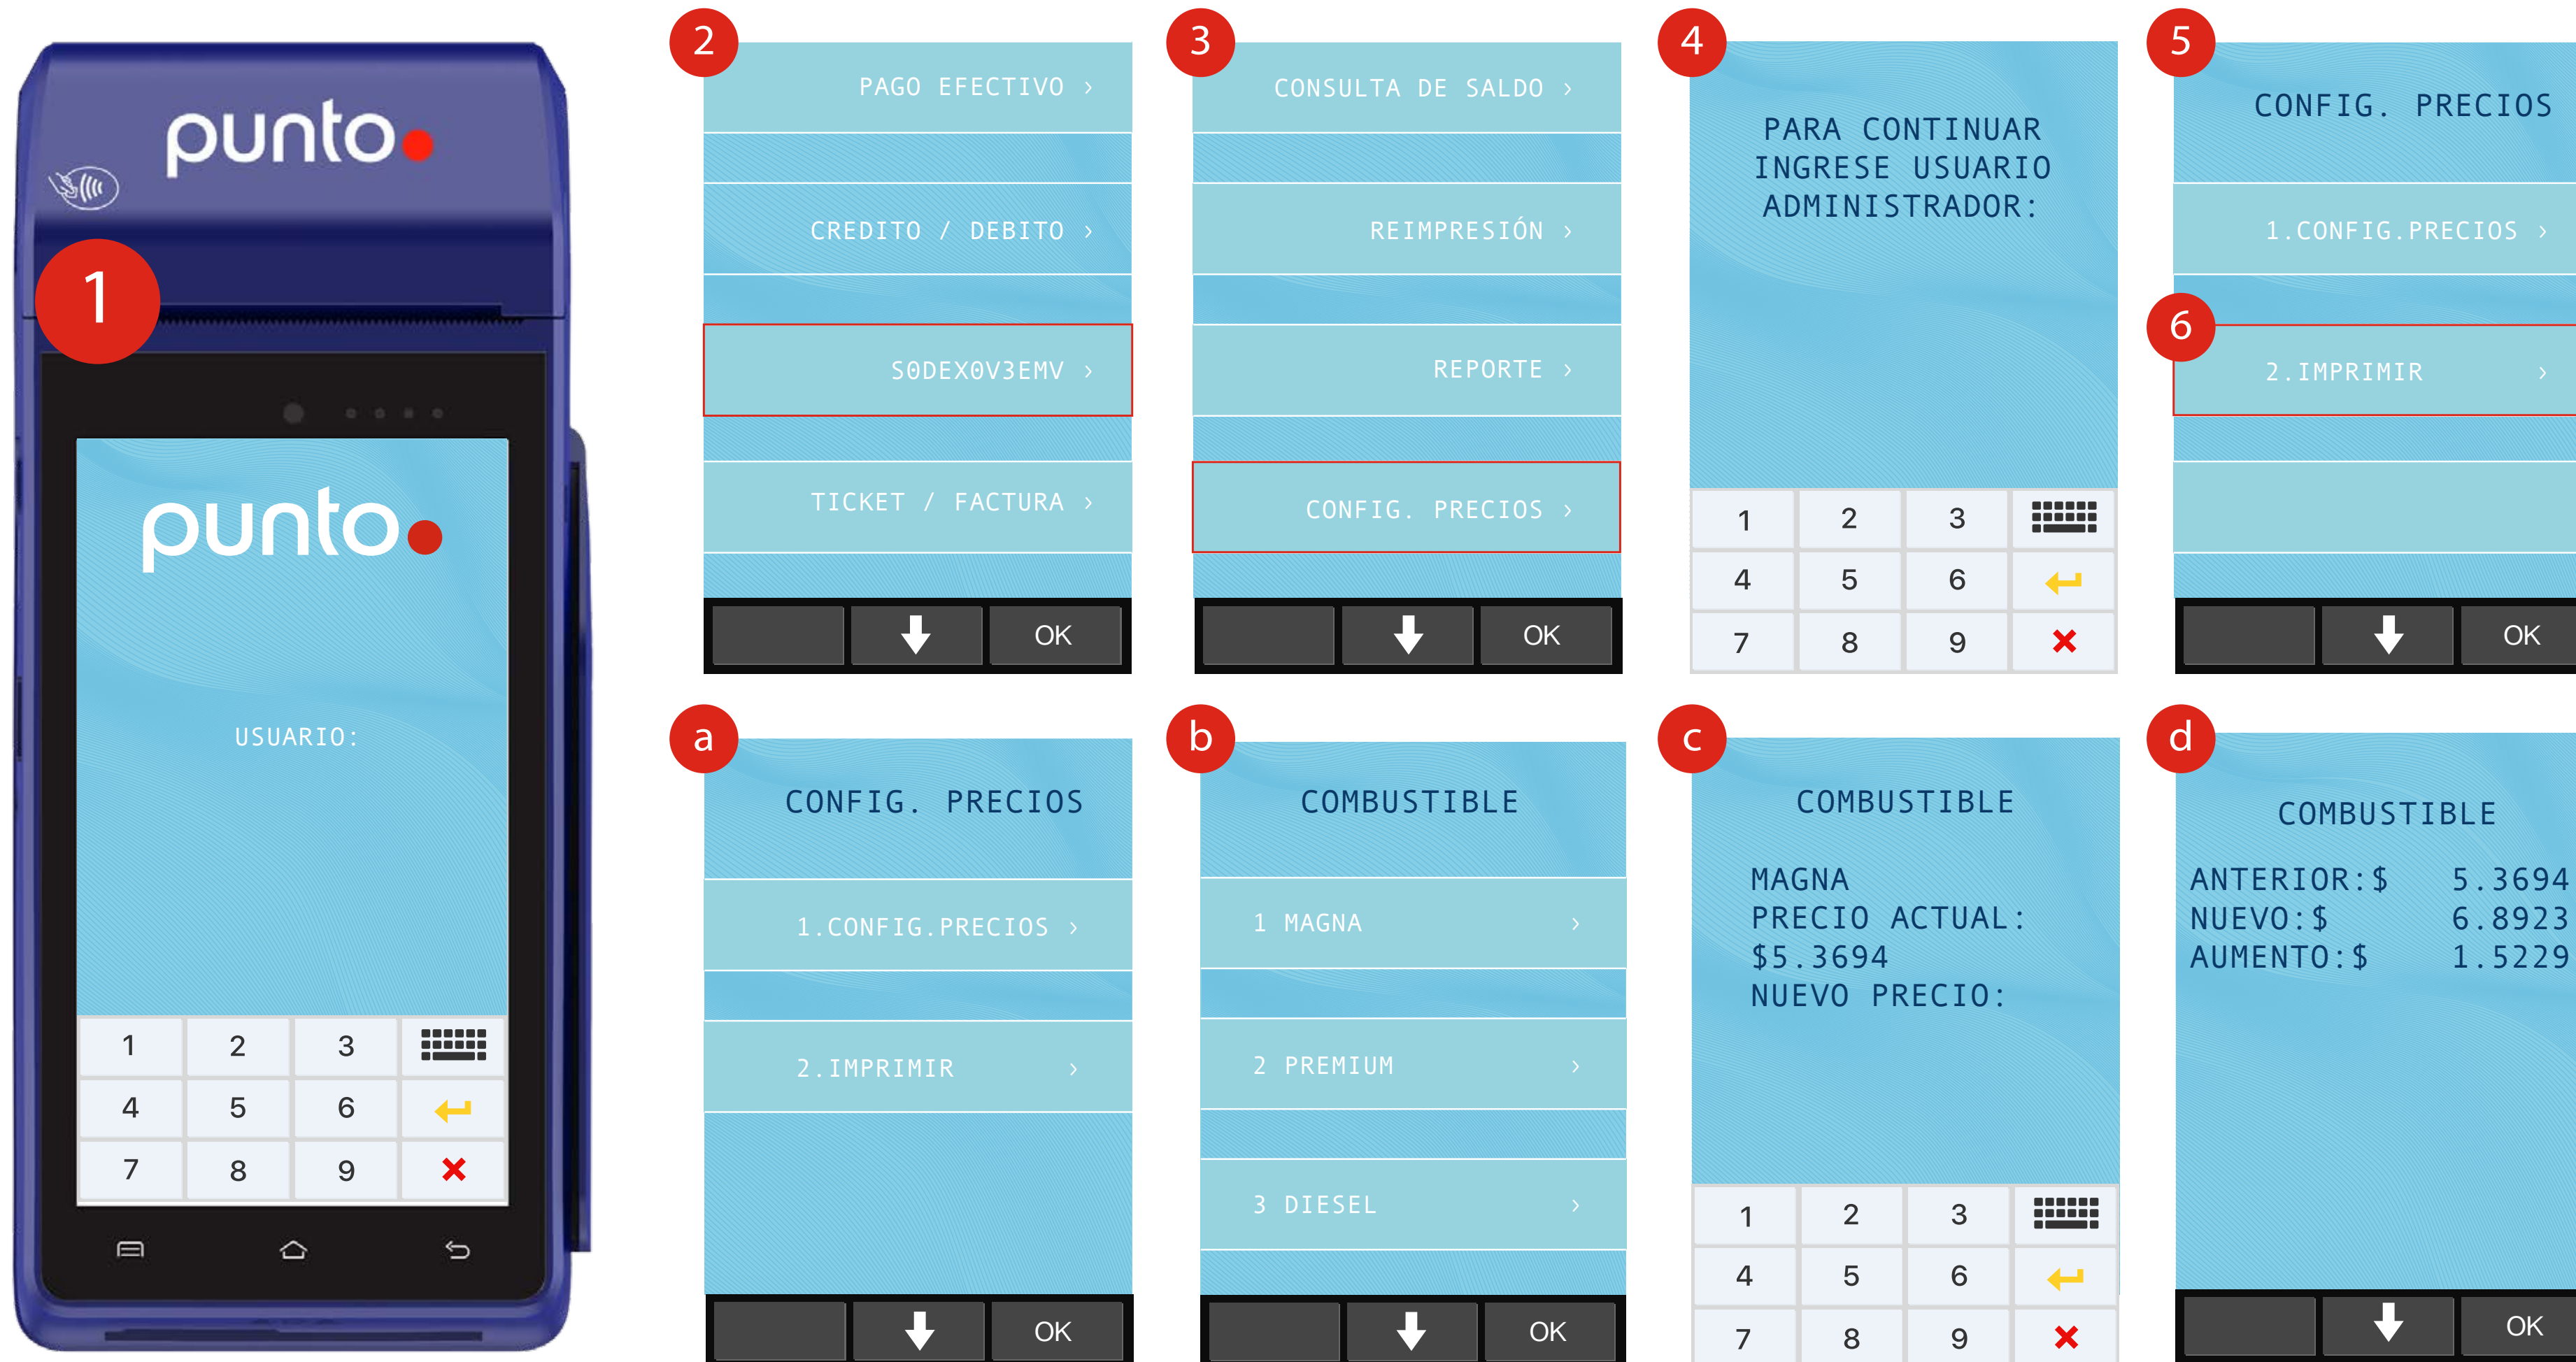 punto
1
punto
USUARIO:
1 2 3
4 5 6
7 8 9
2
PAGO EFECTIVO >
CREDITO / DEBITO >
S0DEX0V3EMV >
TICKET / FACTURA >
OK
3
CONSULTA DE SALDO >
REIMPRESIÓN >
REPORTE >
CONFIG. PRECIOS >
OK
4
PARA CONTINUAR
INGRESE USUARIO
ADMINISTRADOR:
1 2 3
4 5 6
7 8 9
5
CONFIG. PRECIOS
1.CONFIG.PRECIOS >
6
2.IMPRIMIR >
OK
a
CONFIG. PRECIOS
1.CONFIG.PRECIOS >
2.IMPRIMIR >
OK
b
COMBUSTIBLE
1 MAGNA >
2 PREMIUM >
3 DIESEL >
OK
c
COMBUSTIBLE
MAGNA
PRECIO ACTUAL:
$5.3694
NUEVO PRECIO:
1 2 3
4 5 6
7 8 9
d
COMBUSTIBLE
ANTERIOR:$ 5.3694
NUEVO:$ 6.8923
AUMENTO:$ 1.5229
OK